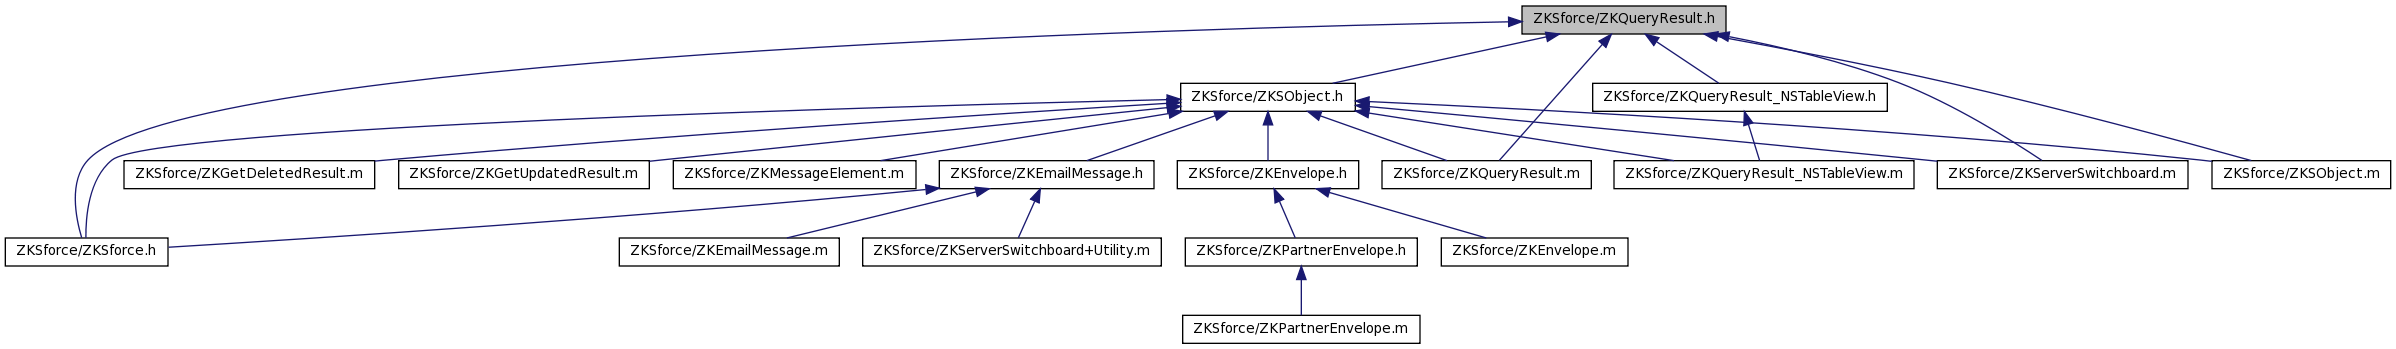 ZKSforce/ZKQueryResult.h
ZKSforce/ZKSObject.h
ZKSforce/ZKQueryResult_NSTableView.h
ZKSforce/ZKGetDeletedResult.m
ZKSforce/ZKGetUpdatedResult.m
ZKSforce/ZKMessageElement.m
ZKSforce/ZKEmailMessage.h
ZKSforce/ZKEnvelope.h
ZKSforce/ZKQueryResult.m
ZKSforce/ZKQueryResult_NSTableView.m
ZKSforce/ZKServerSwitchboard.m
ZKSforce/ZKSObject.m
ZKSforce/ZKSforce.h
ZKSforce/ZKEmailMessage.m
ZKSforce/ZKServerSwitchboard+Utility.m
ZKSforce/ZKPartnerEnvelope.h
ZKSforce/ZKEnvelope.m
ZKSforce/ZKPartnerEnvelope.m